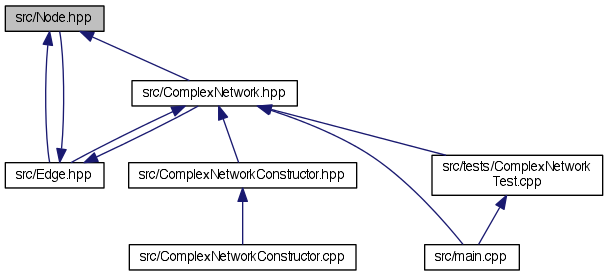 src/Node.hpp
src/ComplexNetwork.hpp
src/Edge.hpp
src/ComplexNetworkConstructor.hpp
src/tests/ComplexNetwork
Test.cpp
src/ComplexNetworkConstructor.cpp
src/main.cpp